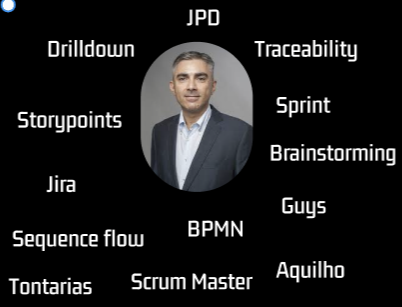 JPD
Drilldown
Traceability
Storypoints
Sprint
Brainstorming
Jira
Guys
Sequence flow
BPMN
Tontarias
Scrum Master
Aquilho